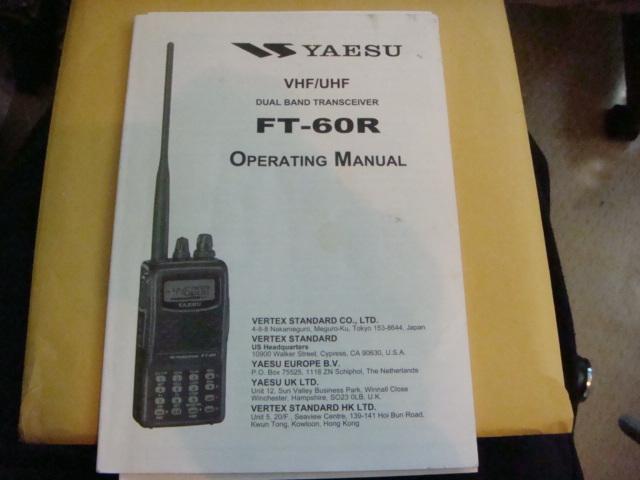 YAESU
VHF/UHF
DUAL BAND TRANSCEIVER
FT-60R
OPERATING MANUAL
YAESU
VERTEX STANDARD CO., LTD.
4-8-8 Nakameguro, Meguro-Ku, Tokyo 153-8644, Japan
VERTEX STANDARD
US Headquarters
10900 Walker Street, Cypress, CA 90630, U.S.A.
YAESU EUROPE B.V.
P.O. Box 75525, 1118 ZN Schiphol, The Netherlands
YAESU UK LTD.
Unit 12, Sun Valley Business Park, Winnall Close
Winchester, Hampshire, SO23 0LB, U.K.
VERTEX STANDARD HK LTD.
Unit 5, 20/F., Seaview Centre, 139-141 Hoi Bun Road,
Kwun Tong, Kowloon, Hong Kong